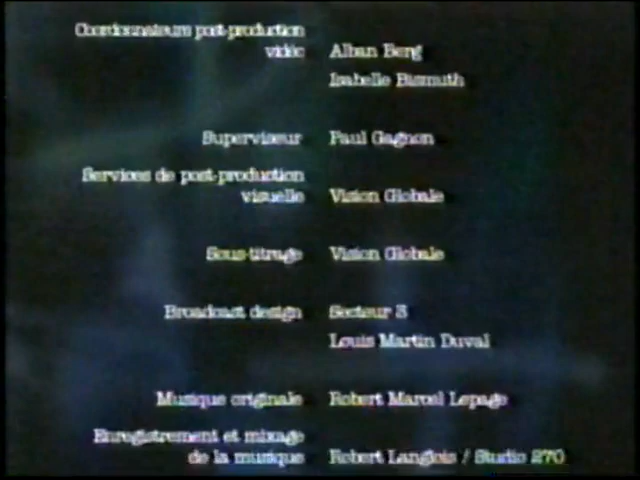 Coordonnateurs post-production
vidéo Alban Berg
Isabelle Bismuth
Superviseur Paul Gagnon
Services de post-production
visuelle Vision Globale
Sous-titrage Vision Globale
Broadcast design Secteur 3
Louis Martin Duval
Musique originale Robert Marcel Lepage
Enregistrement et mixage
de la musique Robert Langlois / Studio 270